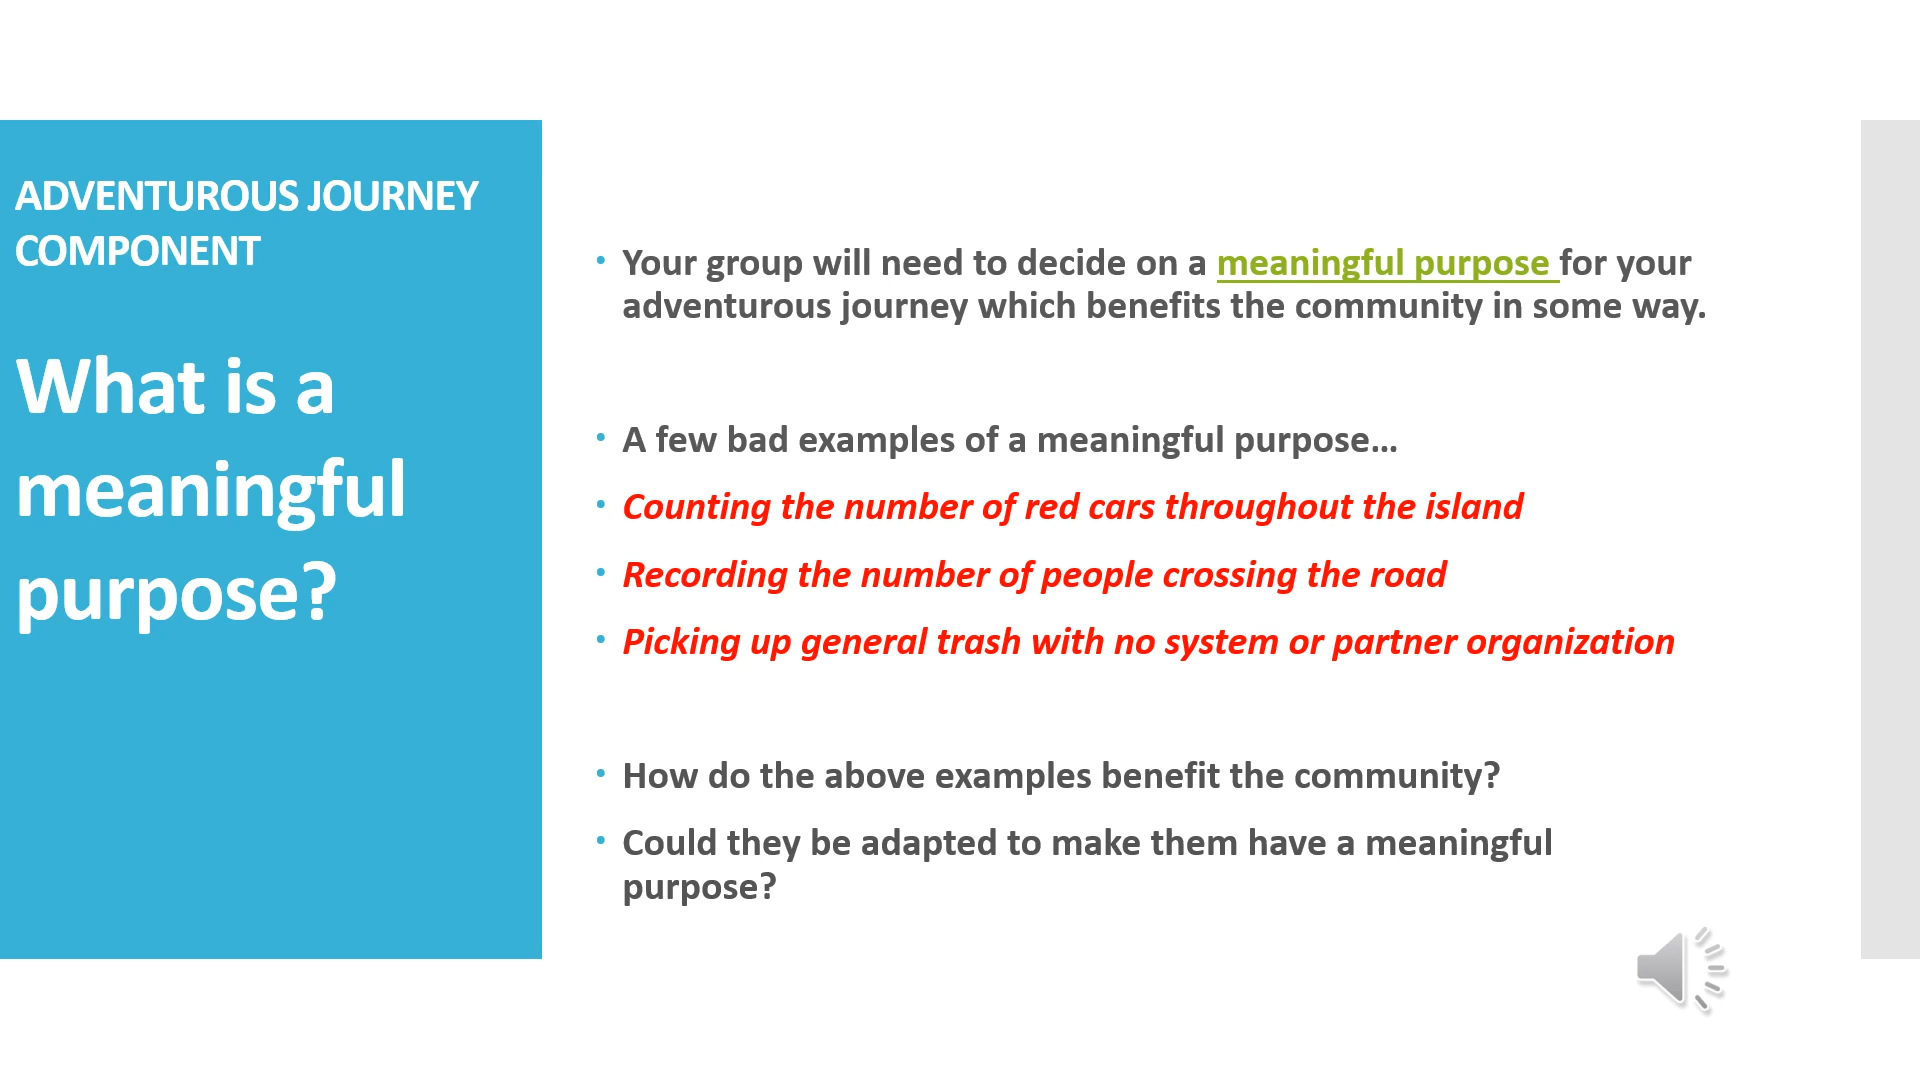 ADVENTUROUS JOURNEY
COMPONENT
What is a
meaningful
purpose?
• Your group will need to decide on a meaningful purpose for your
adventurous journey which benefits the community in some way.
• A few bad examples of a meaningful purpose...
• Counting the number of red cars throughout the island
• Recording the number of people crossing the road
• Picking up general trash with no system or partner organization
• How do the above examples benefit the community?
• Could they be adapted to make them have a meaningful
purpose?